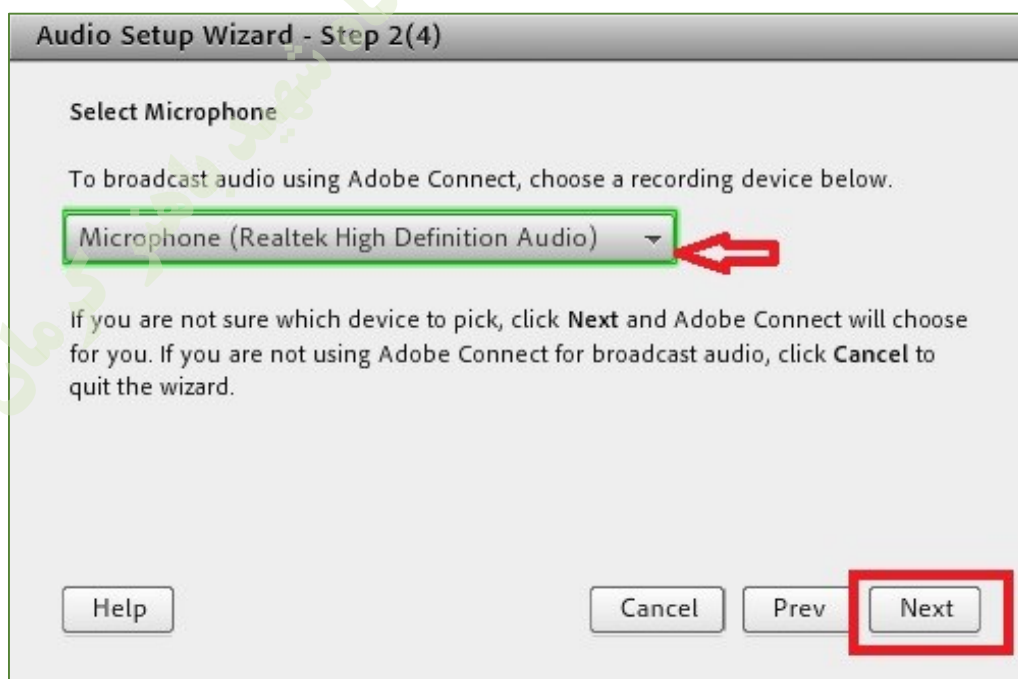 Audio Setup Wizard - Step 2(4)
Select Microphone
To broadcast audio using Adobe Connect, choose a recording device below.
Microphone (Realtek High Definition Audio)
If you are not sure which device to pick, click Next and Adobe Connect will choose
for you. If you are not using Adobe Connect for broadcast audio, click Cancel to
quit the wizard.
Help Cancel Prev Next
شهید باهنر کرمان